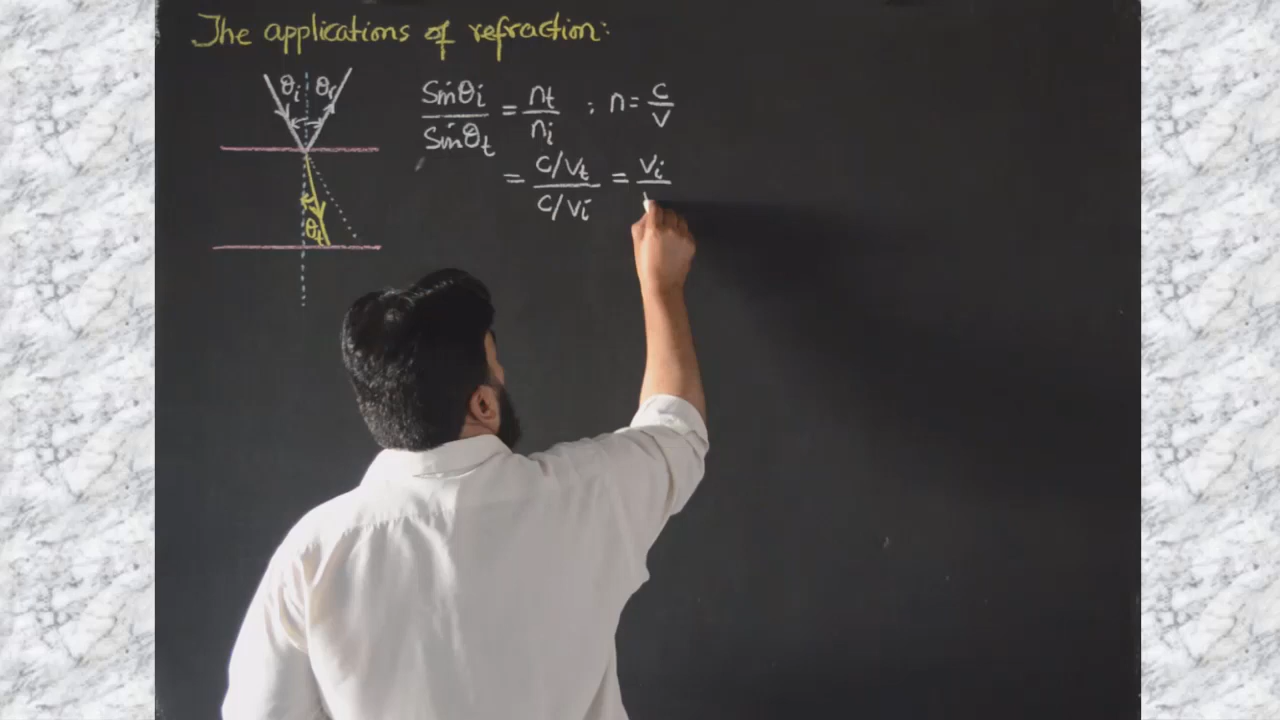 The applications of refraction:
θi θr
Sinθi / Sinθt = nt / ni ; n = c / v
= c/vt / c/vi = vi /
θt